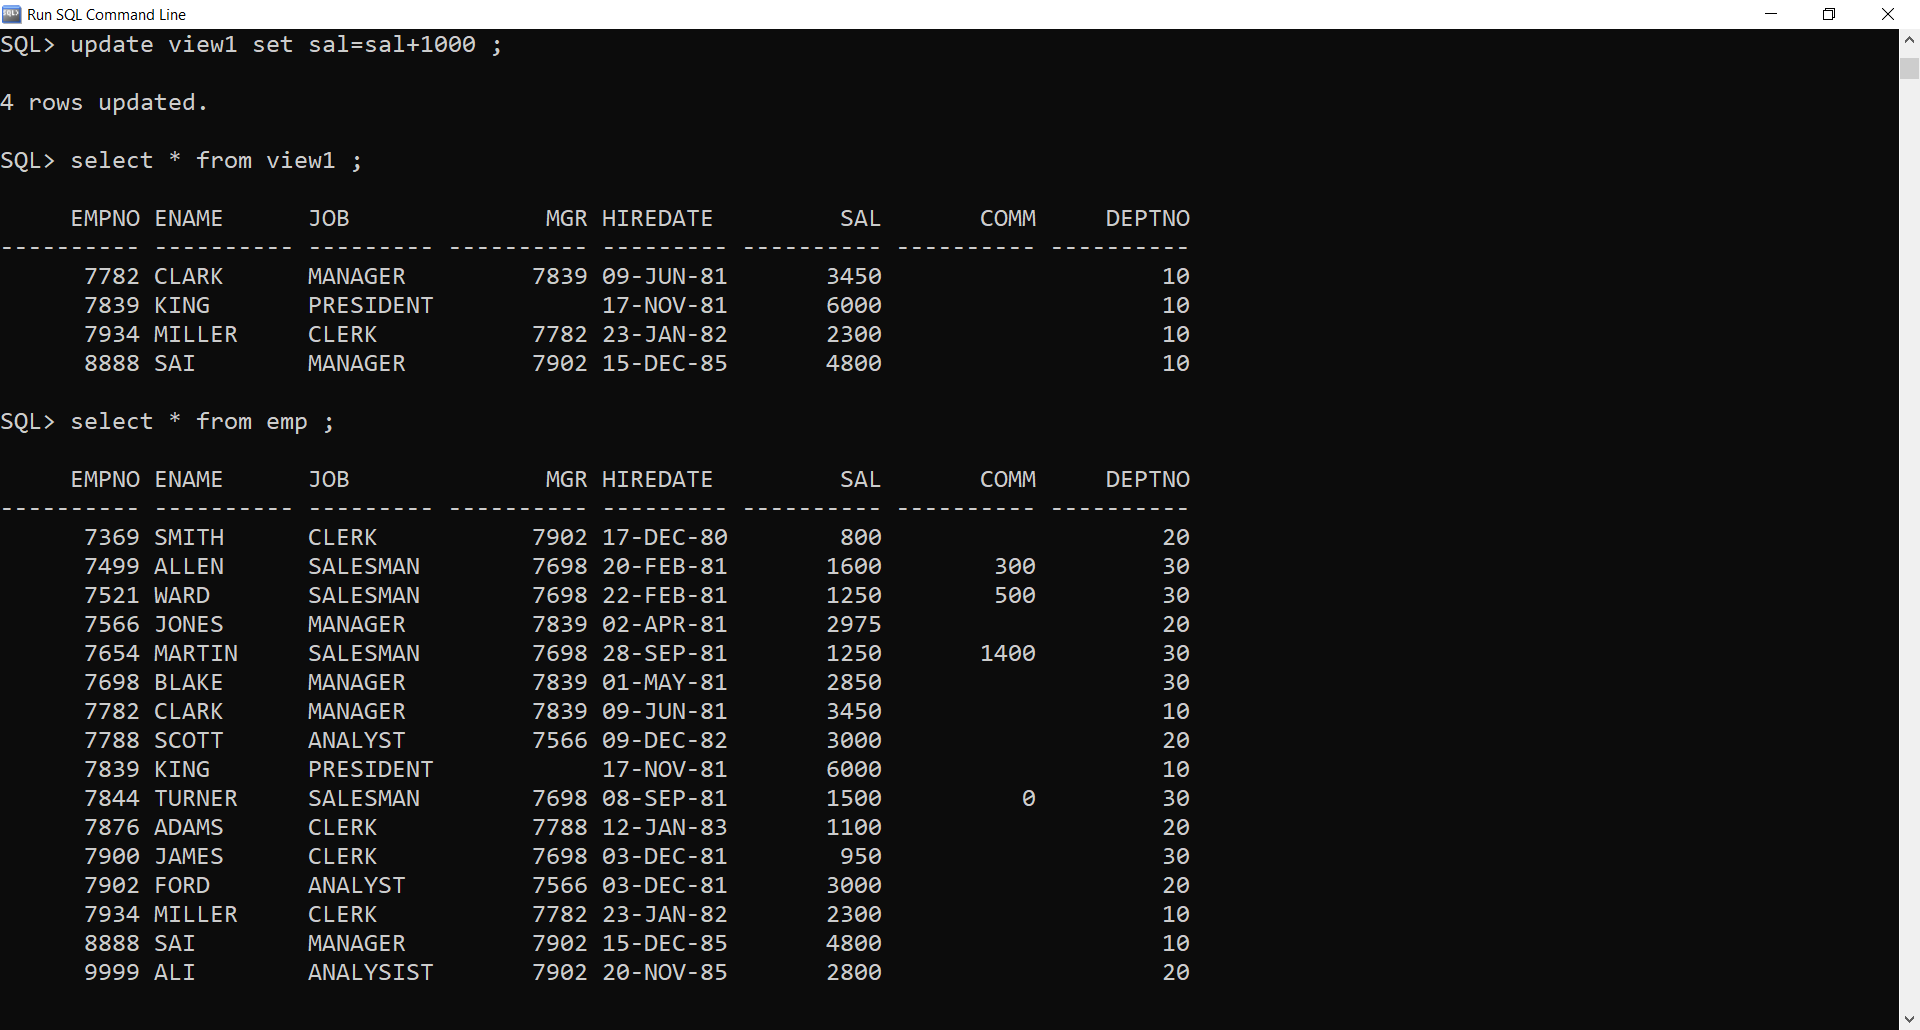 Run SQL Command Line
SQL> update view1 set sal=sal+1000 ;
4 rows updated.
SQL> select * from view1 ;
     EMPNO ENAME      JOB              MGR HIREDATE         SAL       COMM     DEPTNO
---------- ---------- --------- ---------- --------- ---------- ---------- ----------
      7782 CLARK      MANAGER         7839 09-JUN-81       3450                    10
      7839 KING       PRESIDENT            17-NOV-81       6000                    10
      7934 MILLER     CLERK           7782 23-JAN-82       2300                    10
      8888 SAI        MANAGER         7902 15-DEC-85       4800                    10
SQL> select * from emp ;
     EMPNO ENAME      JOB              MGR HIREDATE         SAL       COMM     DEPTNO
---------- ---------- --------- ---------- --------- ---------- ---------- ----------
      7369 SMITH      CLERK           7902 17-DEC-80        800                    20
      7499 ALLEN      SALESMAN        7698 20-FEB-81       1600        300         30
      7521 WARD       SALESMAN        7698 22-FEB-81       1250        500         30
      7566 JONES      MANAGER         7839 02-APR-81       2975                    20
      7654 MARTIN     SALESMAN        7698 28-SEP-81       1250       1400         30
      7698 BLAKE      MANAGER         7839 01-MAY-81       2850                    30
      7782 CLARK      MANAGER         7839 09-JUN-81       3450                    10
      7788 SCOTT      ANALYST         7566 09-DEC-82       3000                    20
      7839 KING       PRESIDENT            17-NOV-81       6000                    10
      7844 TURNER     SALESMAN        7698 08-SEP-81       1500          0         30
      7876 ADAMS      CLERK           7788 12-JAN-83       1100                    20
      7900 JAMES      CLERK           7698 03-DEC-81        950                    30
      7902 FORD       ANALYST         7566 03-DEC-81       3000                    20
      7934 MILLER     CLERK           7782 23-JAN-82       2300                    10
      8888 SAI        MANAGER         7902 15-DEC-85       4800                    10
      9999 ALI        ANALYSIST       7902 20-NOV-85       2800                    20